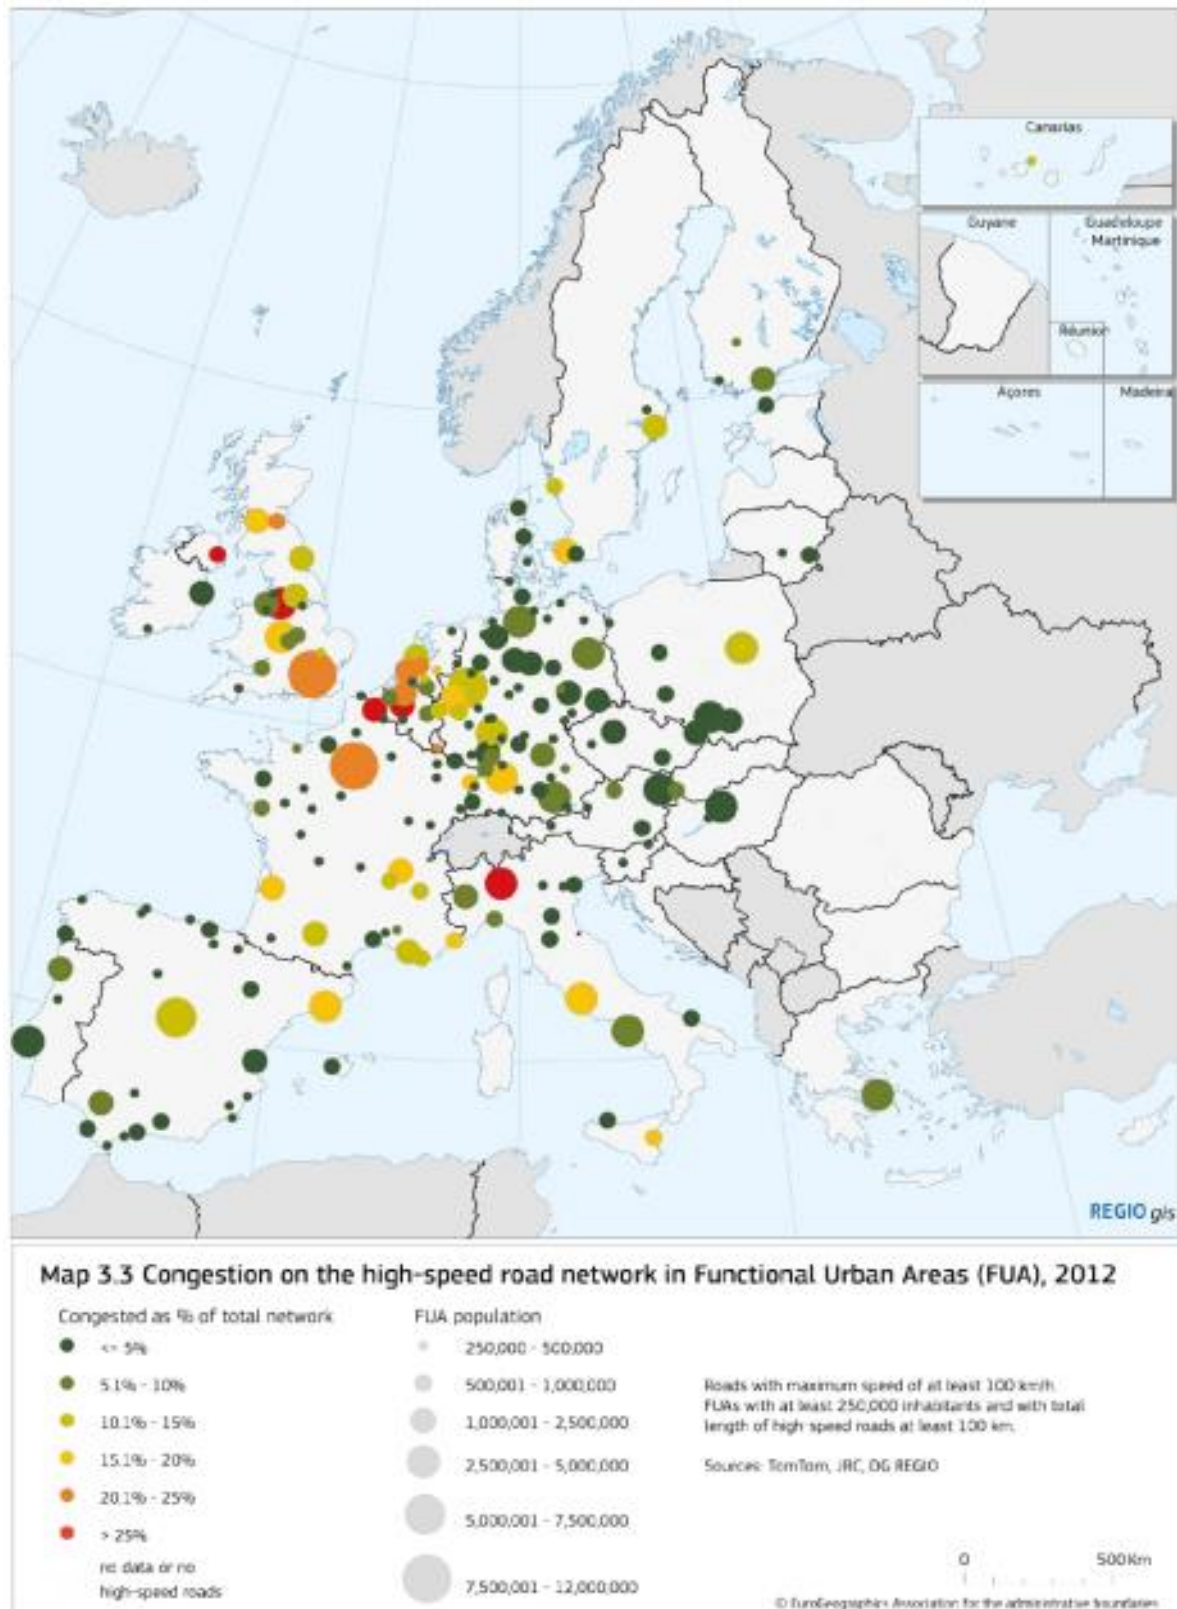 Canarias
Guyane
Guadeloupe
Martinique
Réunion
Açores
Madeira
REGIO gis
Map 3.3 Congestion on the high-speed road network in Functional Urban Areas (FUA), 2012
Congested as % of total network
<= 5%
5.1% - 10%
10.1% - 15%
15.1% - 20%
20.1% - 25%
> 25%
no data or no
high-speed roads
FUA population
250,000 - 500,000
500,001 - 1,000,000
1,000,001 - 2,500,000
2,500,001 - 5,000,000
5,000,001 - 7,500,000
7,500,001 - 12,000,000
Roads with maximum speed of at least 100 km/h.
FUAs with at least 250,000 inhabitants and with total
length of high-speed roads at least 100 km.
Sources: TomTom, JRC, DG REGIO
0 500 Km
© EuroGeographics Association for the administrative boundaries